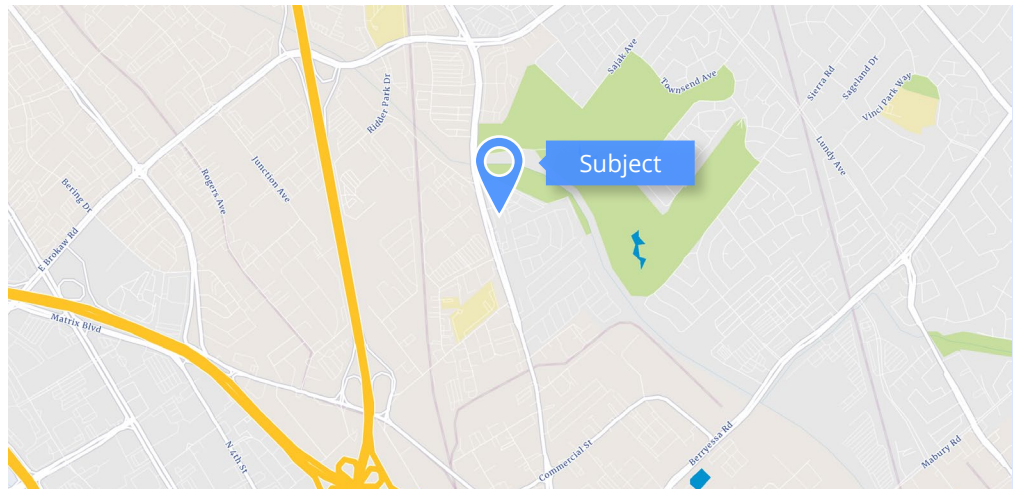 Sajak Ave
Townsend Ave
Sierra Rd
Sageland Dr
Vinci Park Way
Ridder Park Dr
Lundy Ave
Subject
Junction Ave
Rogers Ave
Bering Dr
E Brokaw Rd
Matrix Blvd
N 4th St
Commercial St
Berryessa Rd
Mabury Rd